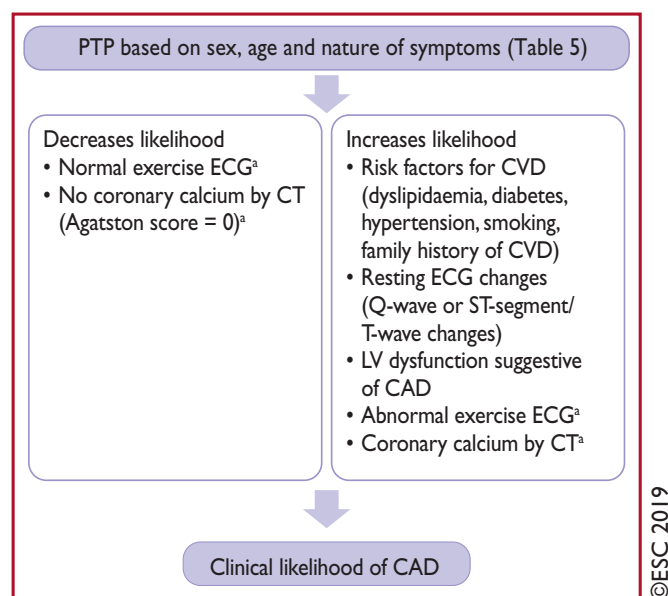 PTP based on sex, age and nature of symptoms (Table 5)
Decreases likelihood
• Normal exercise ECGᵃ
• No coronary calcium by CT
(Agatston score = 0)ᵃ
Increases likelihood
• Risk factors for CVD
(dyslipidaemia, diabetes,
hypertension, smoking,
family history of CVD)
• Resting ECG changes
(Q-wave or ST-segment/
T-wave changes)
• LV dysfunction suggestive
of CAD
• Abnormal exercise ECGᵃ
• Coronary calcium by CTᵃ
Clinical likelihood of CAD
©ESC 2019